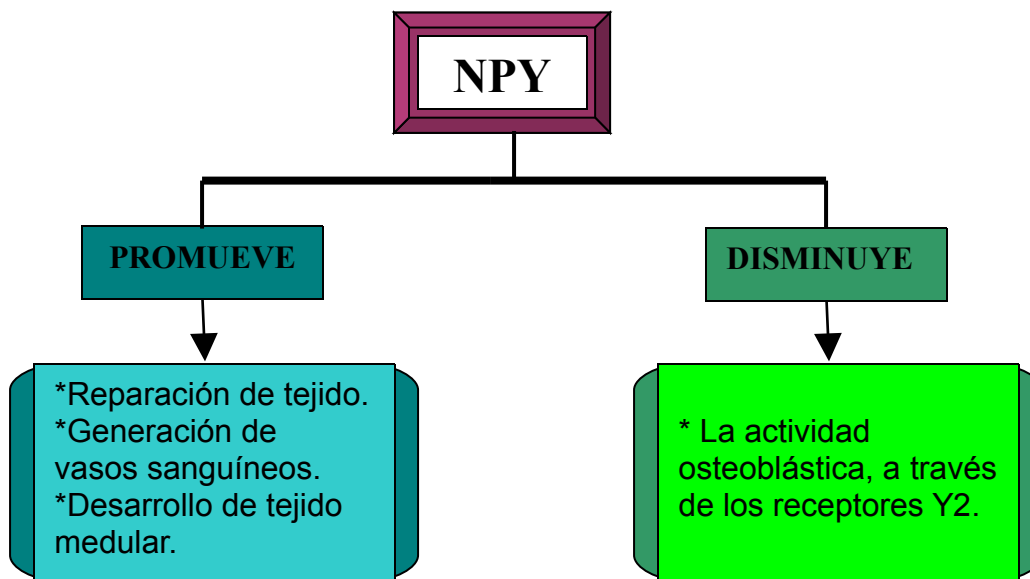 NPY
PROMUEVE
DISMINUYE
*Reparación de tejido.
*Generación de
vasos sanguíneos.
*Desarrollo de tejido
medular.
* La actividad
osteoblástica, a través
de los receptores Y2.